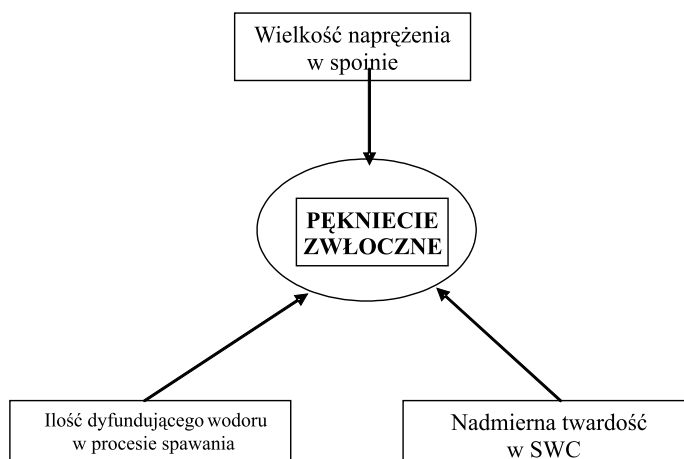 Wielkość naprężenia
w spoinie
PĘKNIECIE
ZWŁOCZNE
Ilość dyfundującego wodoru
w procesie spawania
Nadmierna twardość
w SWC